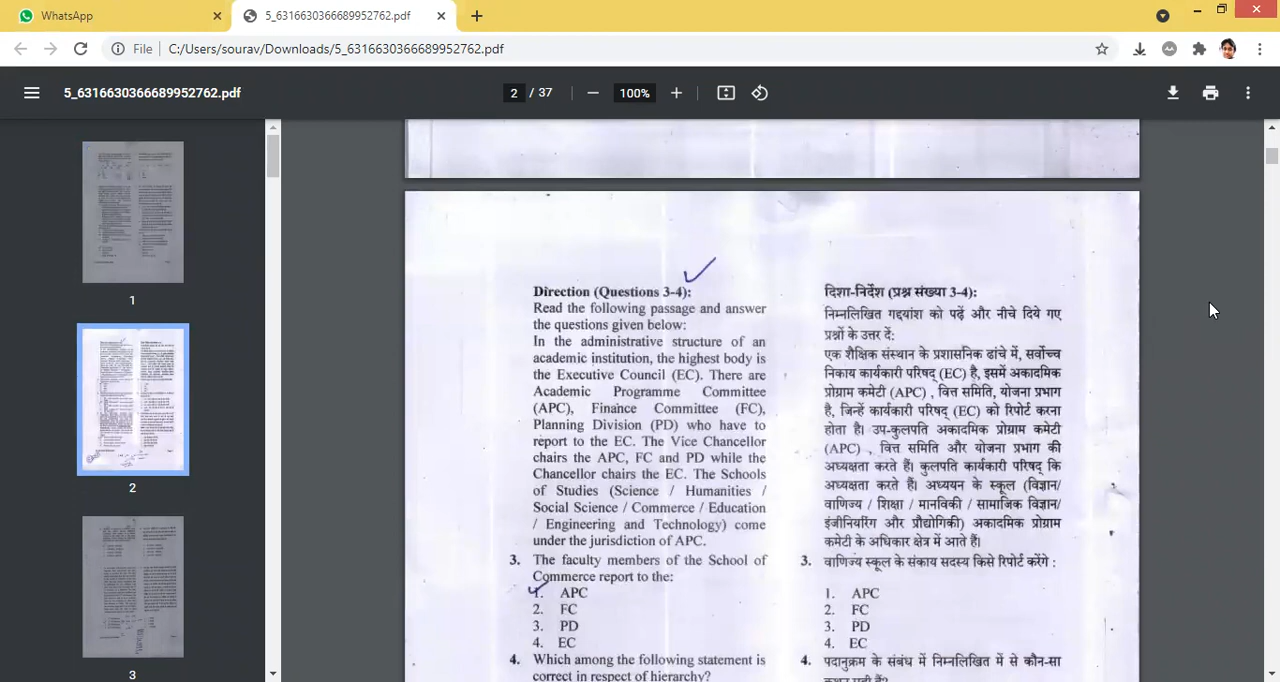 WhatsApp
5_6316630366689952762.pdf
File
C:/Users/sourav/Downloads/5_6316630366689952762.pdf
5_6316630366689952762.pdf
2 / 37
100%
1
2
3
Direction (Questions 3-4):
Read the following passage and answer
the questions given below:
In the administrative structure of an
academic institution, the highest body is
the Executive Council (EC). There are
Academic Programme Committee
(APC), Finance Committee (FC),
Planning Division (PD) who have to
report to the EC. The Vice Chancellor
chairs the APC, FC and PD while the
Chancellor chairs the EC. The Schools
of Studies (Science / Humanities /
Social Science / Commerce / Education
/ Engineering and Technology) come
under the jurisdiction of APC.
3. The faculty members of the School of
Commerce report to the:
1. APC
2. FC
3. PD
4. EC
4. Which among the following statement is
correct in respect of hierarchy?
दिशा-निर्देश (प्रश्न संख्या 3-4):
निम्नलिखित गद्यांश को पढ़ें और नीचे दिये गए
प्रश्नों के उत्तर दें:
एक शैक्षिक संस्थान के प्रशासनिक ढांचे में, सर्वोच्च
निकाय कार्यकारी परिषद् (EC) है, इसमें अकादमिक
प्रोग्राम कमेटी (APC) , वित्त समिति, योजना प्रभाग
है, जिन्हें कार्यकारी परिषद् (EC) को रिपोर्ट करना
होता है। उप-कुलपति अकादमिक प्रोग्राम कमेटी
(APC) , वित्त समिति और योजना प्रभाग की
अध्यक्षता करते हैं। कुलपति कार्यकारी परिषद् कि
अध्यक्षता करते हैं। अध्ययन के स्कूल (विज्ञान/
वाणिज्य / शिक्षा / मानविकी / सामाजिक विज्ञान/
इंजीनियरिंग और प्रौद्योगिकी) अकादमिक प्रोग्राम
कमेटी के अधिकार क्षेत्र में आते हैं।
3. वाणिज्य स्कूल के संकाय सदस्य किसे रिपोर्ट करेंगे :
1. APC
2. FC
3. PD
4. EC
4. पदानुक्रम के संबंध में निम्नलिखित में से कौन-सा
कथन सही है?